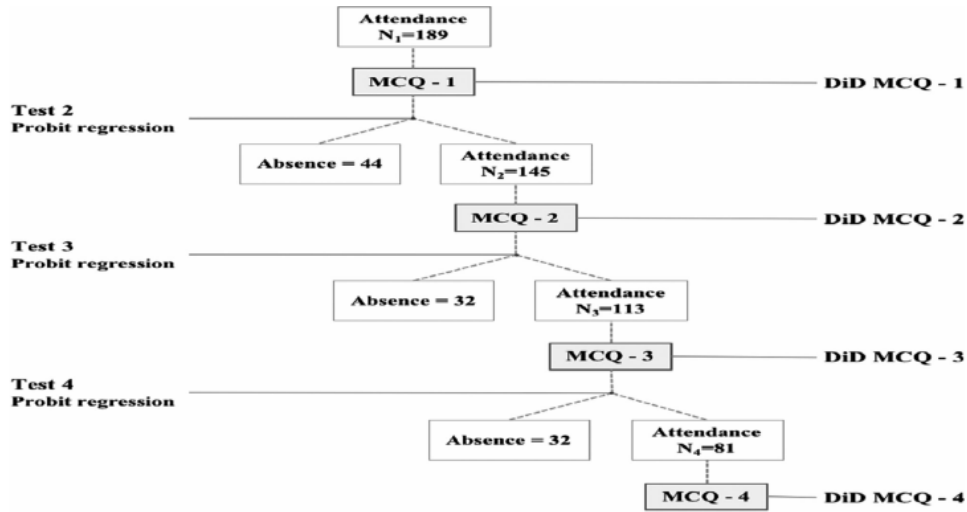 Attendance
N₁=189
MCQ - 1
DiD MCQ - 1
Test 2
Probit regression
Absence = 44
Attendance
N₂=145
MCQ - 2
DiD MCQ - 2
Test 3
Probit regression
Absence = 32
Attendance
N₃=113
MCQ - 3
DiD MCQ - 3
Test 4
Probit regression
Absence = 32
Attendance
N₄=81
MCQ - 4
DiD MCQ - 4